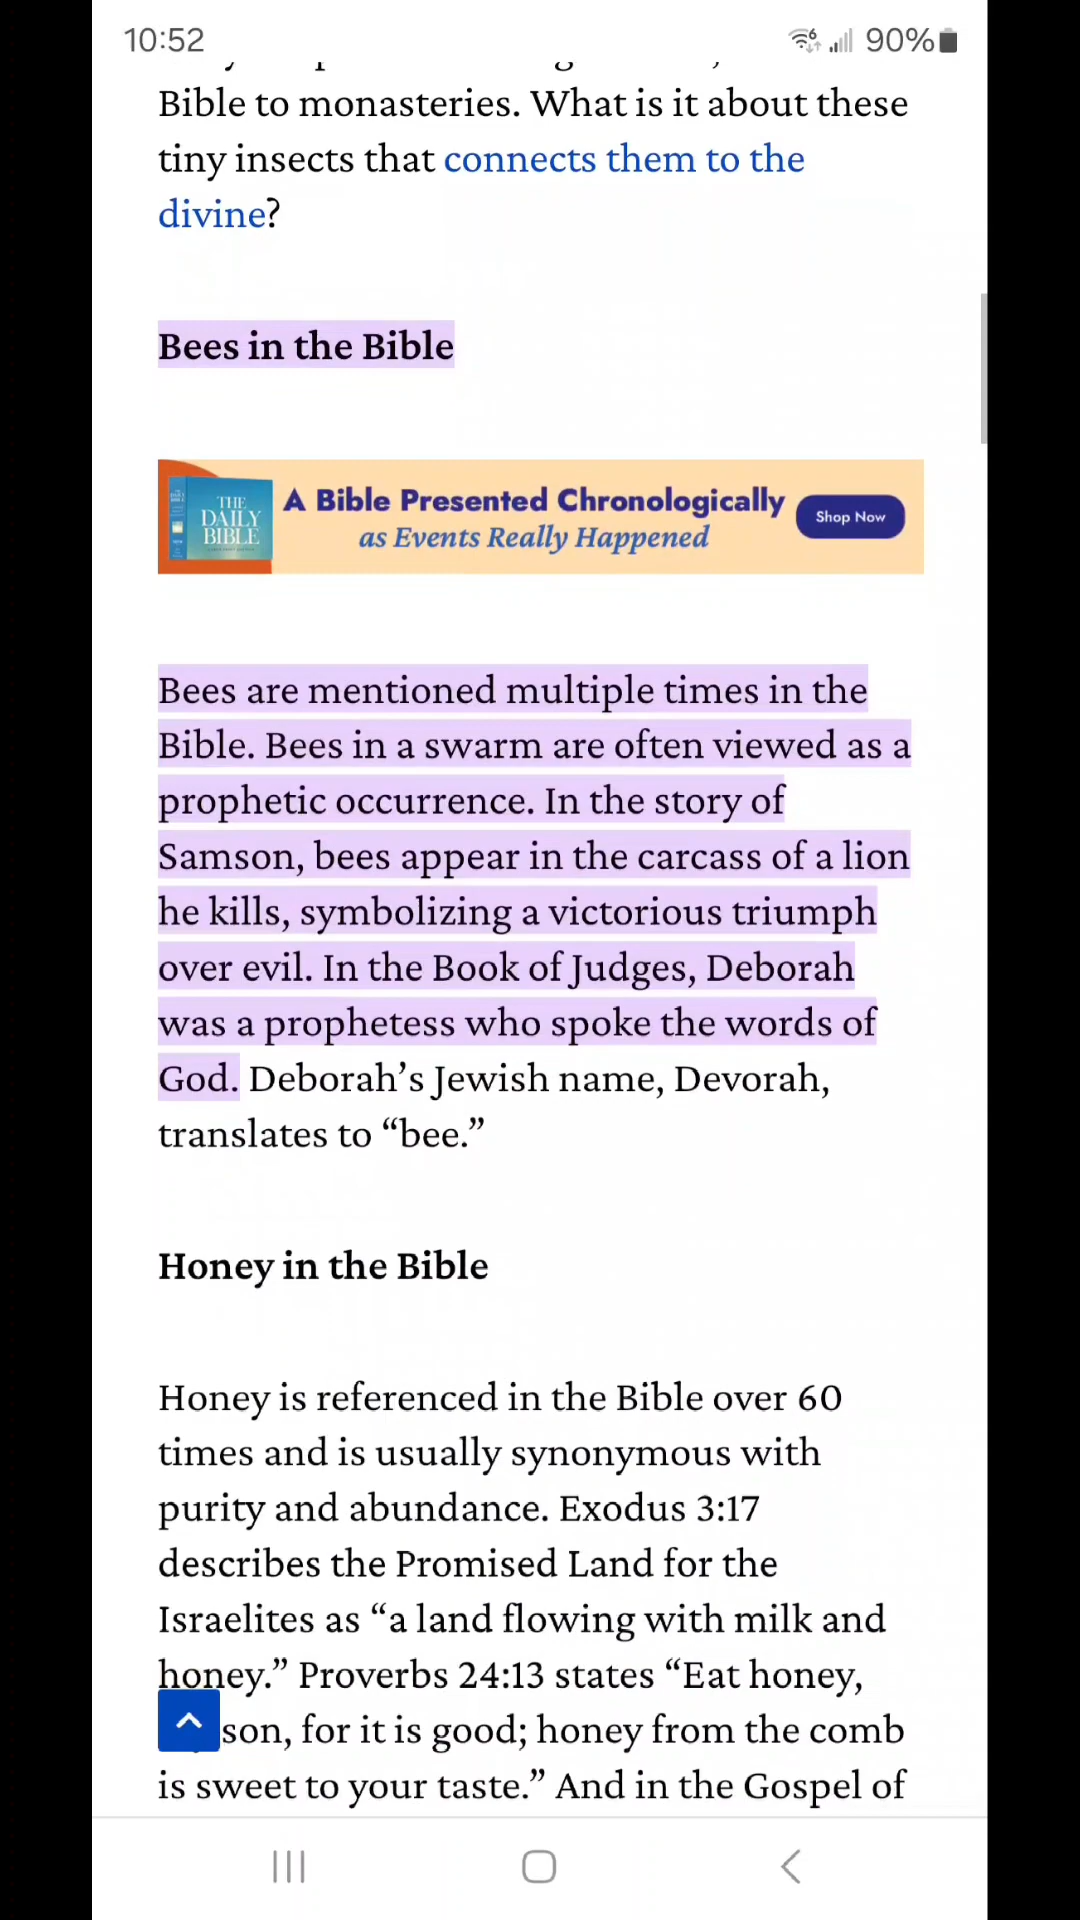 10:52
90%
Bible to monasteries. What is it about these
tiny insects that connects them to the
divine?
Bees in the Bible
THE
DAILY
BIBLE
A Bible Presented Chronologically
as Events Really Happened
Shop Now
Bees are mentioned multiple times in the
Bible. Bees in a swarm are often viewed as a
prophetic occurrence. In the story of
Samson, bees appear in the carcass of a lion
he kills, symbolizing a victorious triumph
over evil. In the Book of Judges, Deborah
was a prophetess who spoke the words of
God. Deborah’s Jewish name, Devorah,
translates to “bee.”
Honey in the Bible
Honey is referenced in the Bible over 60
times and is usually synonymous with
purity and abundance. Exodus 3:17
describes the Promised Land for the
Israelites as “a land flowing with milk and
honey.” Proverbs 24:13 states “Eat honey,
son, for it is good; honey from the comb
is sweet to your taste.” And in the Gospel of